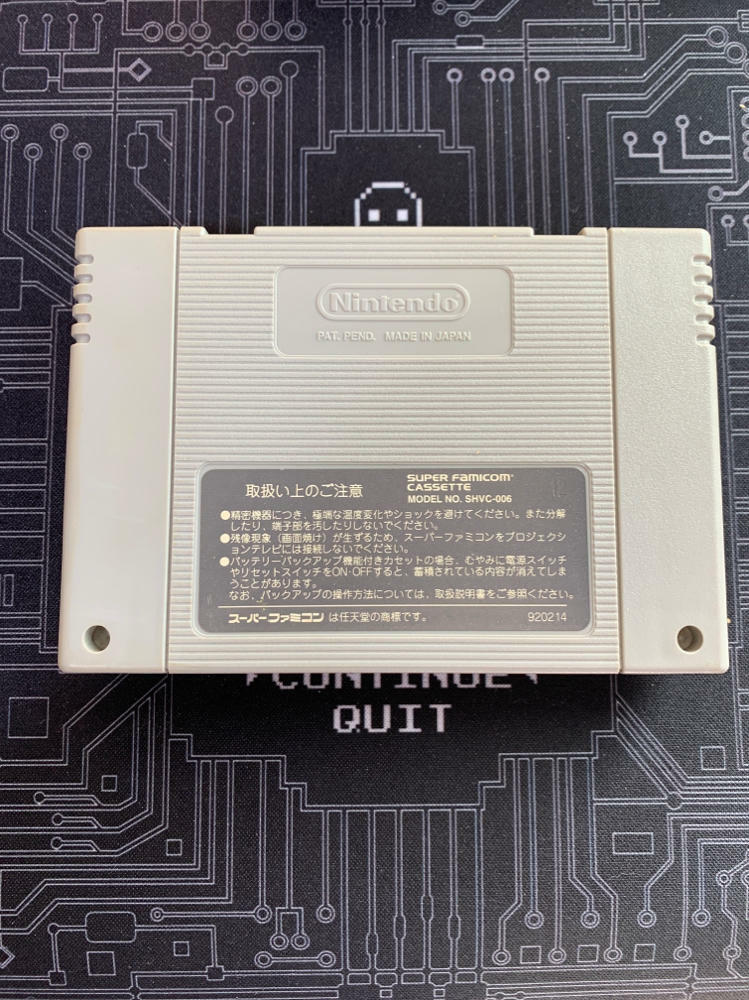 Nintendo
PAT. PEND. MADE IN JAPAN
取扱い上のご注意
SUPER FAMICOM
CASSETTE
MODEL NO. SHVC-006
12
●精密機器につき、極端な温度変化やショックを避けてください。また分解
したり、端子部を汚したりしないでください。
●残像現象（画面焼け）が生ずるため、スーパーファミコンをプロジェクシ
ョンテレビには接続しないでください。
●バッテリーバックアップ機能付きカセットの場合、むやみに電源スイッチ
やリセットスイッチをON·OFFすると、蓄積されている内容が消えてしま
うことがあります。
なお、バックアップの操作方法については、取扱説明書をご参照ください。
スーパーファミコン は任天堂の商標です。
920214
CONTINUE
QUIT